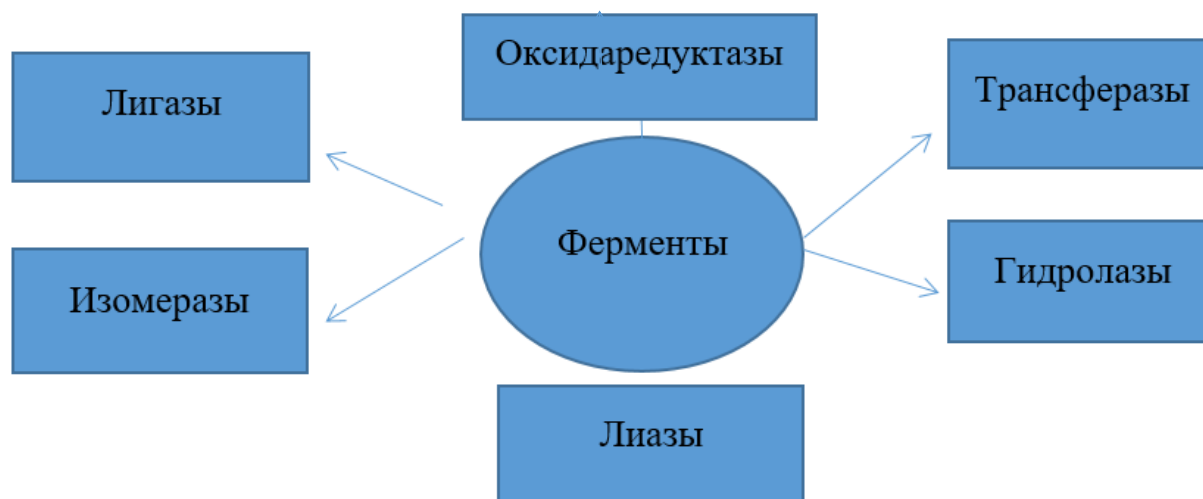 Оксидаредуктазы
Лигазы
Трансферазы
Ферменты
Изомеразы
Гидролазы
Лиазы